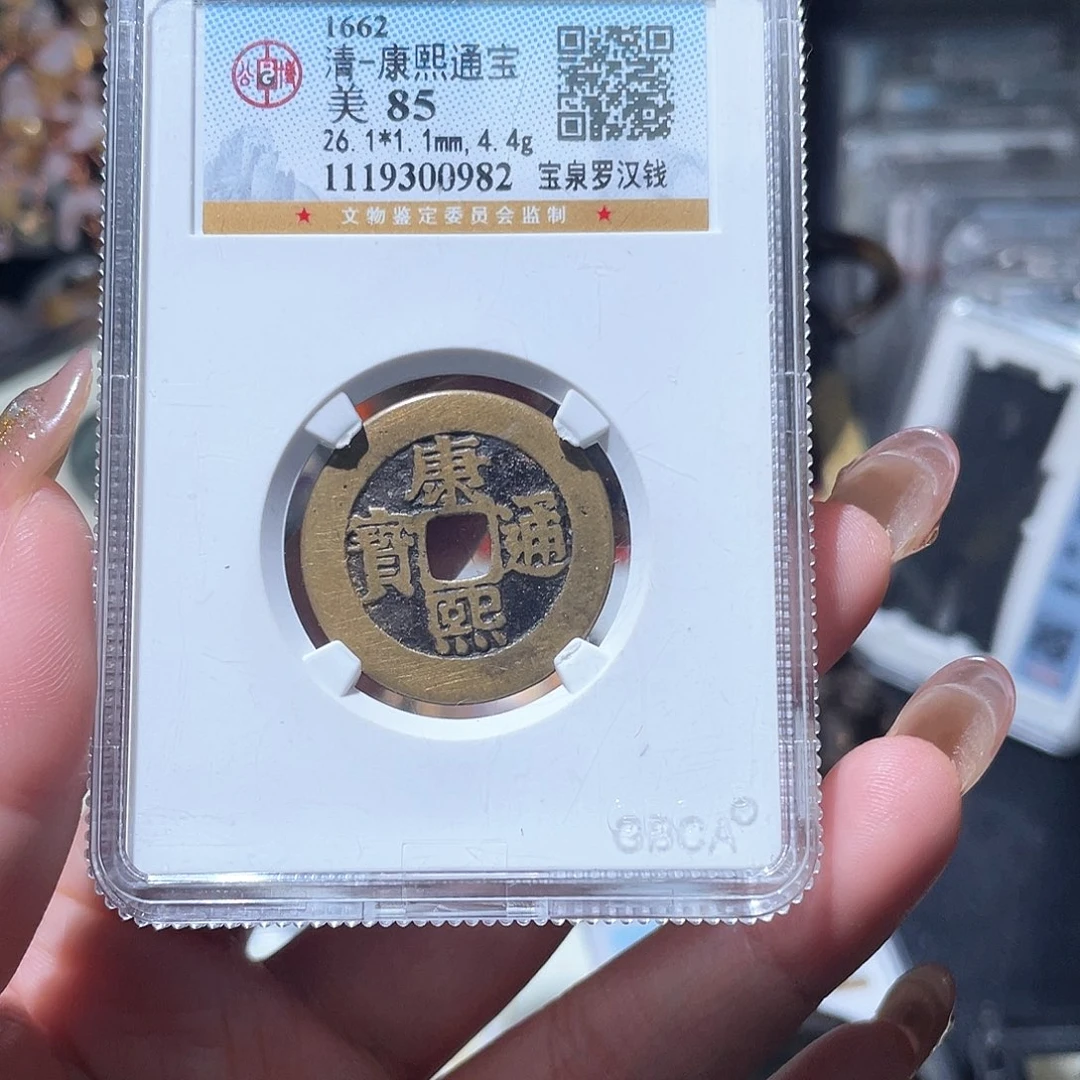 1662
清-康熙通宝
美 85
26.1*1.1mm, 4.4g
1119300982 宝泉罗汉钱
★ 文物鉴定委员会监制 ★
康
寶 通
熙
GBCA